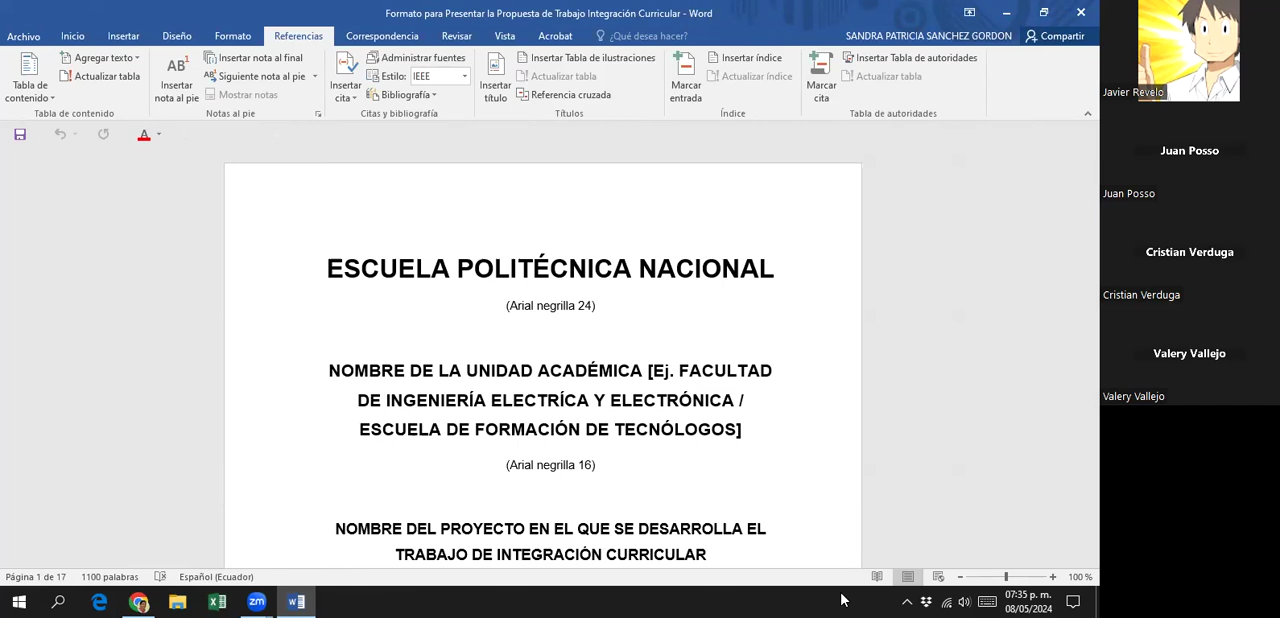 Formato para Presentar la Propuesta de Trabajo Integración Curricular - Word
Archivo Inicio Insertar Diseño Formato Referencias Correspondencia Revisar Vista Acrobat ¿Qué desea hacer? SANDRA PATRICIA SANCHEZ GORDON Compartir
Tabla de contenido
Agregar texto
Actualizar tabla
Tabla de contenido
AB1
Insertar nota al pie
Insertar nota al final
Siguiente nota al pie
Mostrar notas
Notas al pie
Insertar cita
Administrar fuentes
Estilo: IEEE
Bibliografía
Citas y bibliografía
Insertar título
Insertar Tabla de ilustraciones
Actualizar tabla
Referencia cruzada
Títulos
Marcar entrada
Insertar índice
Actualizar índice
Índice
Marcar cita
Insertar Tabla de autoridades
Actualizar tabla
Tabla de autoridades
ESCUELA POLITÉCNICA NACIONAL
(Arial negrilla 24)
NOMBRE DE LA UNIDAD ACADÉMICA [Ej. FACULTAD
DE INGENIERÍA ELECTRÍCA Y ELECTRÓNICA /
ESCUELA DE FORMACIÓN DE TECNÓLOGOS]
(Arial negrilla 16)
NOMBRE DEL PROYECTO EN EL QUE SE DESARROLLA EL
TRABAJO DE INTEGRACIÓN CURRICULAR
Javier Revelo
Juan Posso
Juan Posso
Cristian Verduga
Cristian Verduga
Valery Vallejo
Valery Vallejo
Página 1 de 17 1100 palabras Español (Ecuador) 100 %
zm
07:35 p. m.
08/05/2024